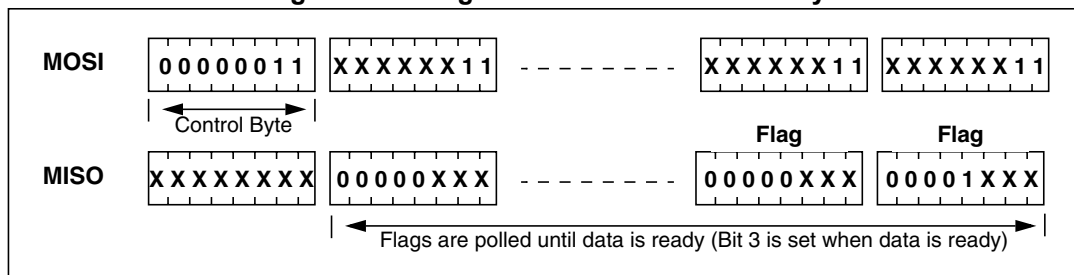 MOSI 0 0 0 0 0 0 1 1 X X X X X X 1 1 X X X X X X 1 1 X X X X X X 1 1
Control Byte
Flag Flag
MISO X X X X X X X X 0 0 0 0 0 X X X 0 0 0 0 0 X X X 0 0 0 0 1 X X X
Flags are polled until data is ready (Bit 3 is set when data is ready)